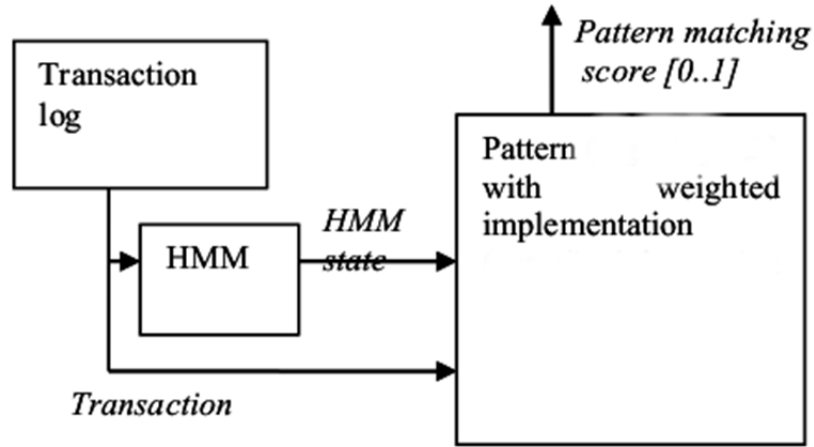 Pattern matching
score [0..1]
Transaction
log
Pattern
with weighted
implementation
HMM
state
HMM
Transaction